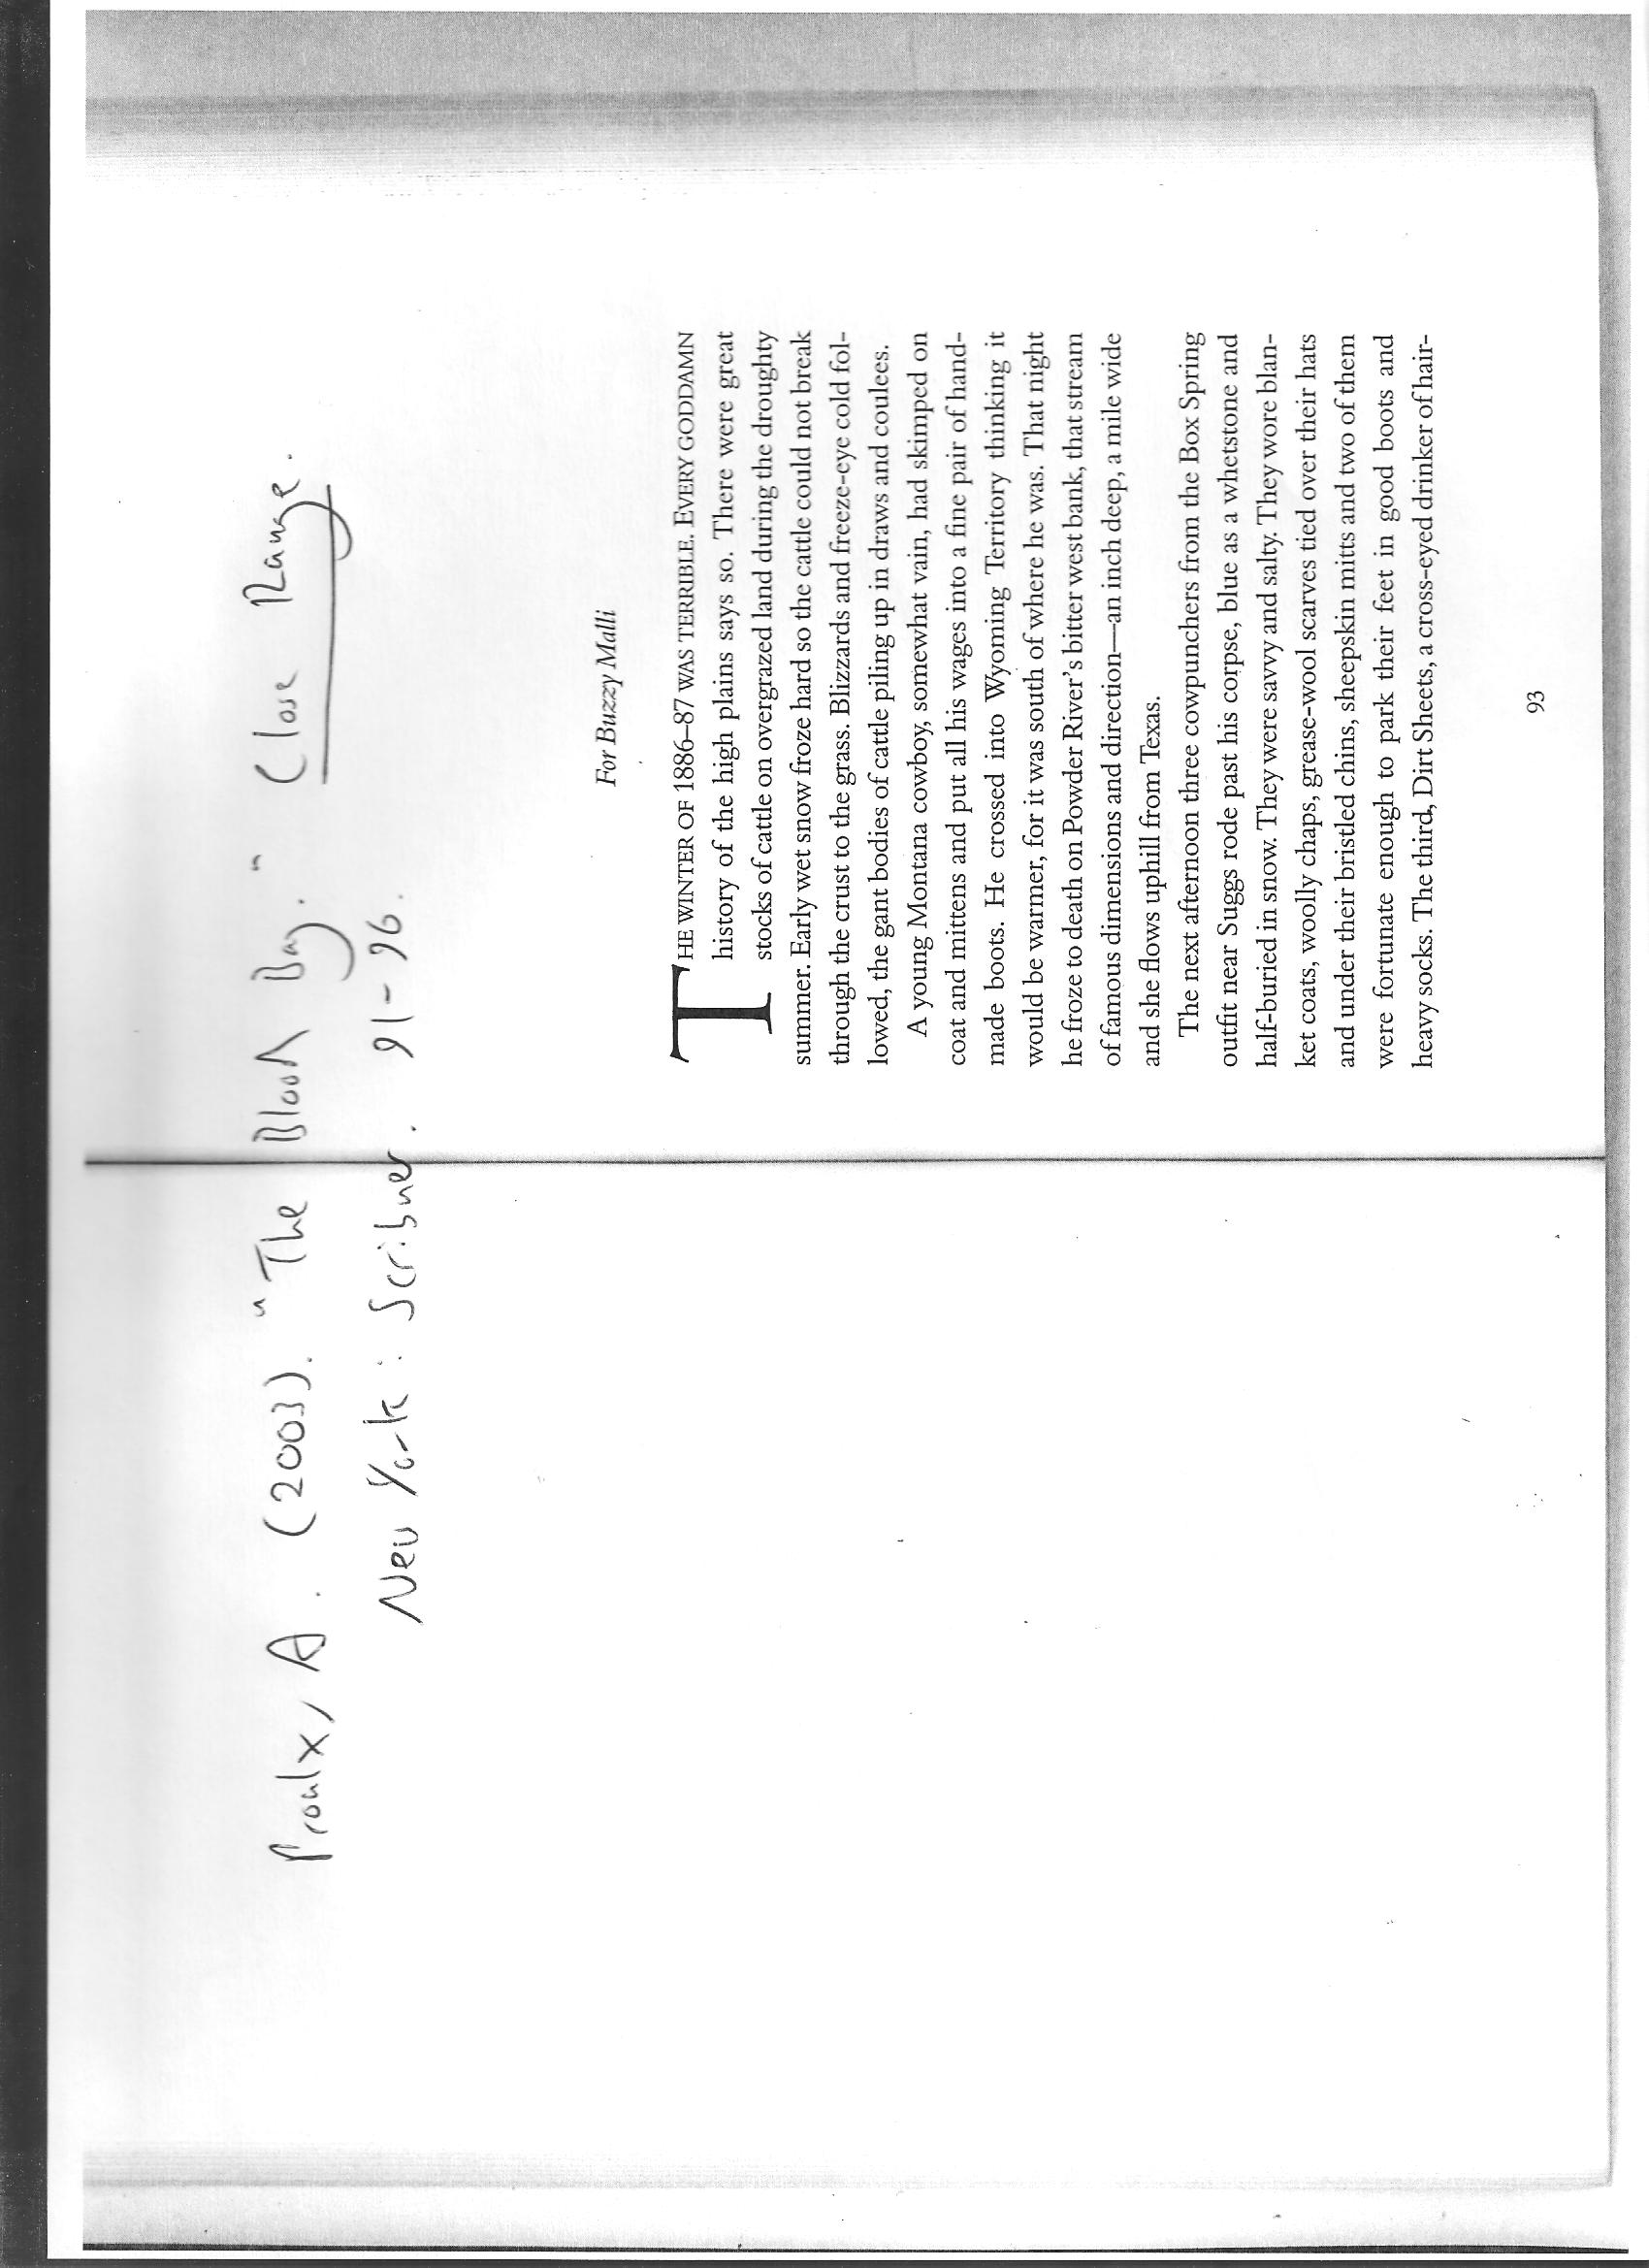 Proulx, A. (2003). "The Blood Bay." Close Range.
New York: Scribner. 91-96.
For Buzzy Malli
THE WINTER OF 1886–87 WAS TERRIBLE. EVERY GODDAMN
history of the high plains says so. There were great
stocks of cattle on overgrazed land during the droughty
summer. Early wet snow froze hard so the cattle could not break
through the crust to the grass. Blizzards and freeze-eye cold fol-
lowed, the gant bodies of cattle piling up in draws and coulees.
A young Montana cowboy, somewhat vain, had skimped on
coat and mittens and put all his wages into a fine pair of hand-
made boots. He crossed into Wyoming Territory thinking it
would be warmer, for it was south of where he was. That night
he froze to death on Powder River's bitter west bank, that stream
of famous dimensions and direction—an inch deep, a mile wide
and she flows uphill from Texas.
The next afternoon three cowpunchers from the Box Spring
outfit near Suggs rode past his corpse, blue as a whetstone and
half-buried in snow. They were savvy and salty. They wore blan-
ket coats, woolly chaps, grease-wool scarves tied over their hats
and under their bristled chins, sheepskin mitts and two of them
were fortunate enough to park their feet in good boots and
heavy socks. The third, Dirt Sheets, a cross-eyed drinker of hair-
93